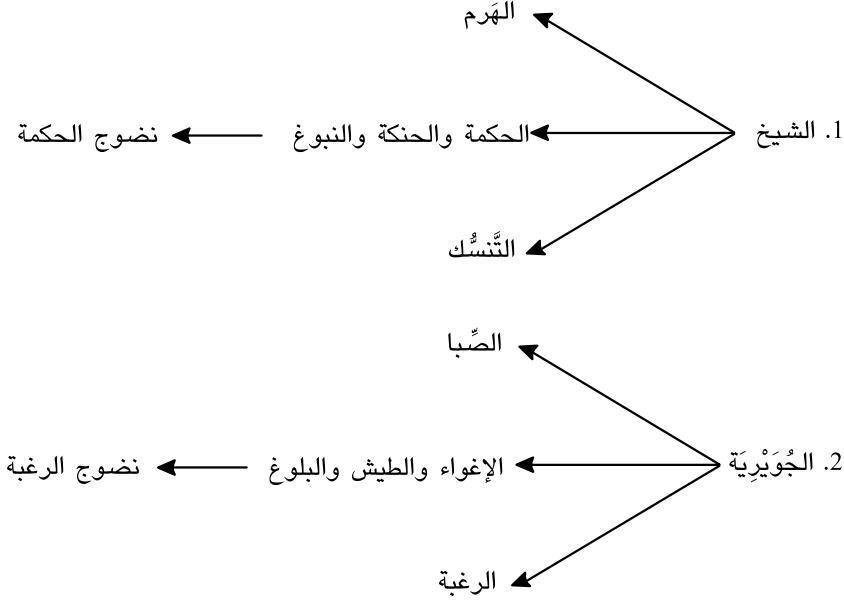 الهَرم
1. الشيخ الحكمة والحنكة والنبوغ نضوج الحكمة
التَّنسُّك
الصِّبا
2. الجُوَيْرِيَة الإغواء والطيش والبلوغ نضوج الرغبة
الرغبة